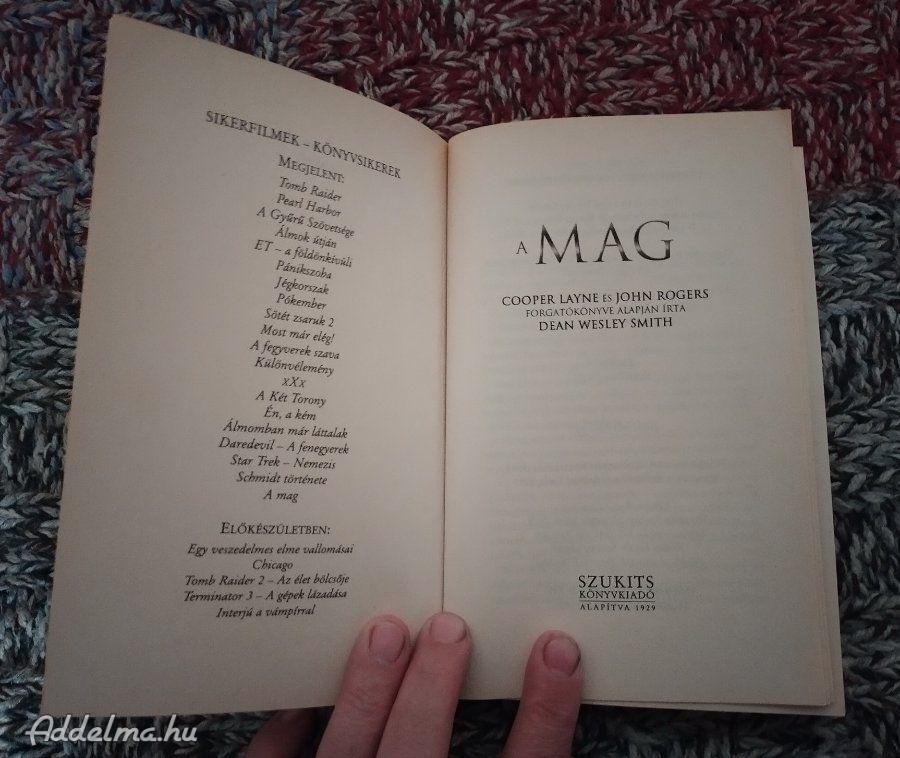 SIKERFILMEK – KÖNYVSIKEREK
MEGJELENT:
Tomb Raider
Pearl Harbor
A Gyűrű Szövetsége
Álmok útján
ET – a földönkívüli
Pánikszoba
Jégkorszak
Pókember
Sötét zsaruk 2
Most már elég!
A fegyverek szava
Különvélemény
xXx
A Két Torony
Én, a kém
Álmomban már láttalak
Daredevil – A fenegyerek
Star Trek – Nemezis
Schmidt története
A mag
ELŐKÉSZÜLETBEN:
Egy veszedelmes elme vallomásai
Chicago
Tomb Raider 2 – Az élet bölcsője
Terminator 3 – A gépek lázadása
Interjú a vámpírral
A MAG
COOPER LAYNE ÉS JOHN ROGERS
FORGATÓKÖNYVE ALAPJÁN ÍRTA
DEAN WESLEY SMITH
SZUKITS
KÖNYVKIADÓ
ALAPÍTVA 1929
Addelma.hu